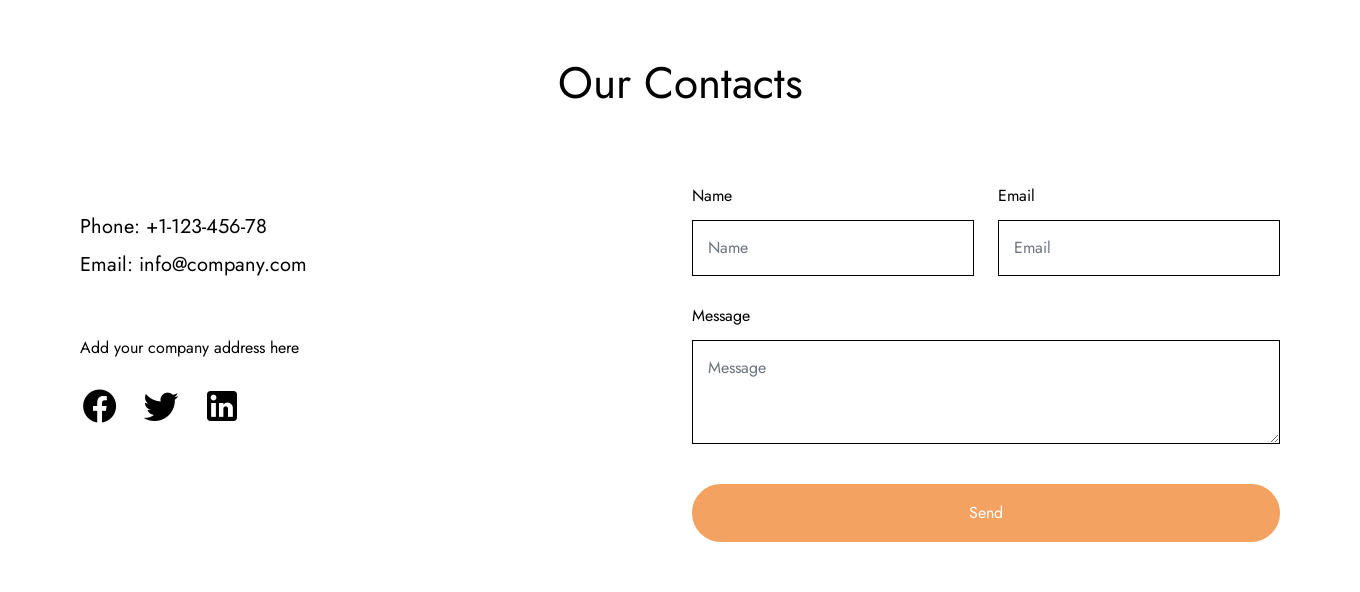 Our Contacts
Phone: +1-123-456-78
Email: info@company.com
Add your company address here
Name
Email
Name
Email
Message
Message
Send